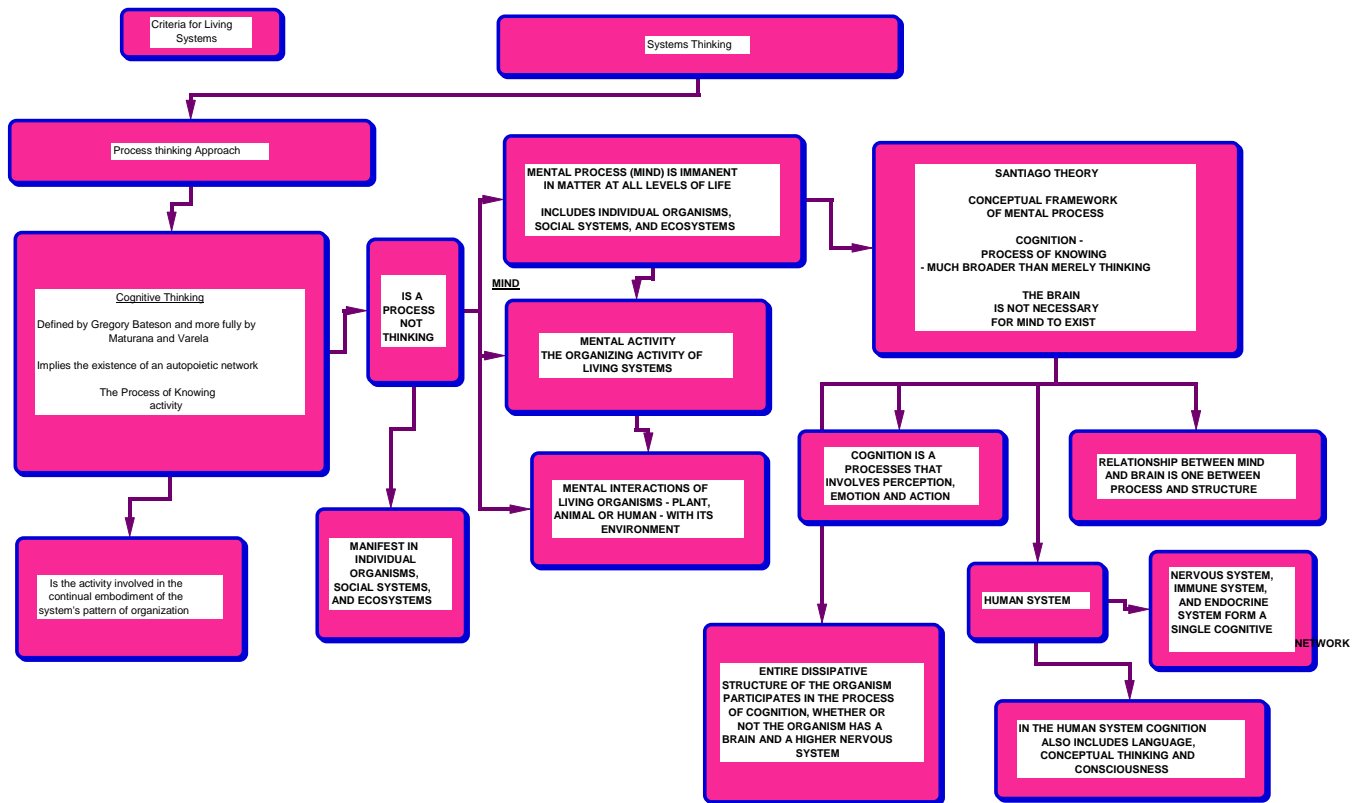 Criteria for Living
Systems
Systems Thinking
Process thinking Approach
MENTAL PROCESS (MIND) IS IMMANENT
IN MATTER AT ALL LEVELS OF LIFE
INCLUDES INDIVIDUAL ORGANISMS,
SOCIAL SYSTEMS, AND ECOSYSTEMS
SANTIAGO THEORY
CONCEPTUAL FRAMEWORK
OF MENTAL PROCESS
COGNITION -
PROCESS OF KNOWING
- MUCH BROADER THAN MERELY THINKING
THE BRAIN
IS NOT NECESSARY
FOR MIND TO EXIST
Cognitive Thinking
Defined by Gregory Bateson and more fully by
Maturana and Varela
Implies the existence of an autopoietic network
The Process of Knowing
activity
IS A
PROCESS
NOT
THINKING
MIND
MENTAL ACTIVITY
THE ORGANIZING ACTIVITY OF
LIVING SYSTEMS
MENTAL INTERACTIONS OF
LIVING ORGANISMS - PLANT,
ANIMAL OR HUMAN - WITH ITS
ENVIRONMENT
COGNITION IS A
PROCESSES THAT
INVOLVES PERCEPTION,
EMOTION AND ACTION
RELATIONSHIP BETWEEN MIND
AND BRAIN IS ONE BETWEEN
PROCESS AND STRUCTURE
MANIFEST IN
INDIVIDUAL
ORGANISMS,
SOCIAL SYSTEMS,
AND ECOSYSTEMS
Is the activity involved in the
continual embodiment of the
system's pattern of organization
HUMAN SYSTEM
NERVOUS SYSTEM,
IMMUNE SYSTEM,
AND ENDOCRINE
SYSTEM FORM A
SINGLE COGNITIVE
NETWORK
ENTIRE DISSIPATIVE
STRUCTURE OF THE ORGANISM
PARTICIPATES IN THE PROCESS
OF COGNITION, WHETHER OR
NOT THE ORGANISM HAS A
BRAIN AND A HIGHER NERVOUS
SYSTEM
IN THE HUMAN SYSTEM COGNITION
ALSO INCLUDES LANGUAGE,
CONCEPTUAL THINKING AND
CONSCIOUSNESS